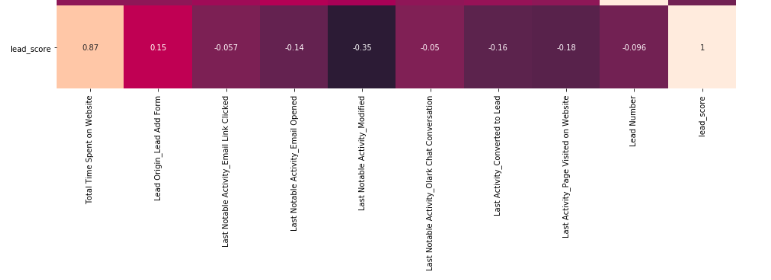 lead_score
0.87 0.15 -0.057 -0.14 -0.35 -0.05 -0.16 -0.18 -0.096 1
Total Time Spent on Website
Lead Origin_Lead Add Form
Last Notable Activity_Email Link Clicked
Last Notable Activity_Email Opened
Last Notable Activity_Modified
Last Notable Activity_Olark Chat Conversation
Last Activity_Converted to Lead
Last Activity_Page Visited on Website
Lead Number
lead_score